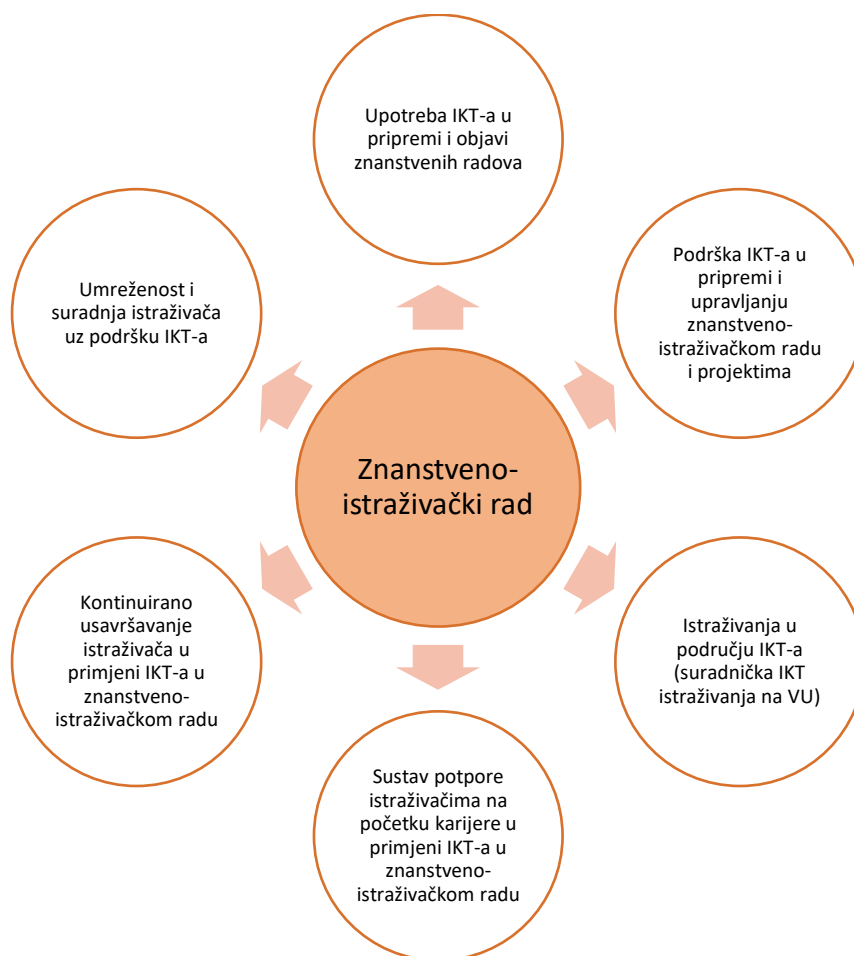 Upotreba IKT-a u
pripremi i objavi
znanstvenih radova
Umreženost i
suradnja istraživača
uz podršku IKT-a
Podrška IKT-a u
pripremi i
upravljanju
znanstveno-
istraživačkom radu
i projektima
Znanstveno-
istraživački rad
Kontinuirano
usavršavanje
istraživača u
primjeni IKT-a u
znanstveno-
istraživačkom radu
Istraživanja u
području IKT-a
(suradnička IKT
istraživanja na VU)
Sustav potpore
istraživačima na
početku karijere u
primjeni IKT-a u
znanstveno-
istraživačkom radu